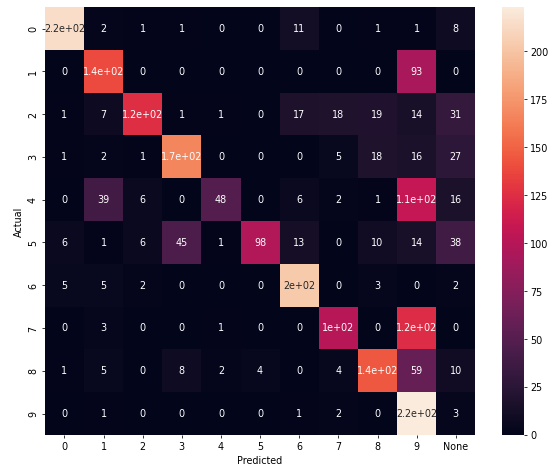 0 2.2e+02 2 1 1 0 0 11 0 1 1 8
1 0 1.4e+02 0 0 0 0 0 0 0 93 0
2 1 7 1.2e+02 1 1 0 17 18 19 14 31
3 1 2 1 1.7e+02 0 0 0 5 18 16 27
4 0 39 6 0 48 0 6 2 1 1.1e+02 16
5 6 1 6 45 1 98 13 0 10 14 38
6 5 5 2 0 0 0 2e+02 0 3 0 2
7 0 3 0 0 1 0 0 1e+02 0 1.2e+02 0
8 1 5 0 8 2 4 0 4 1.4e+02 59 10
9 0 1 0 0 0 0 1 2 0 2.2e+02 3
0 1 2 3 4 5 6 7 8 9 None
Predicted
Actual
200
175
150
125
100
75
50
25
0